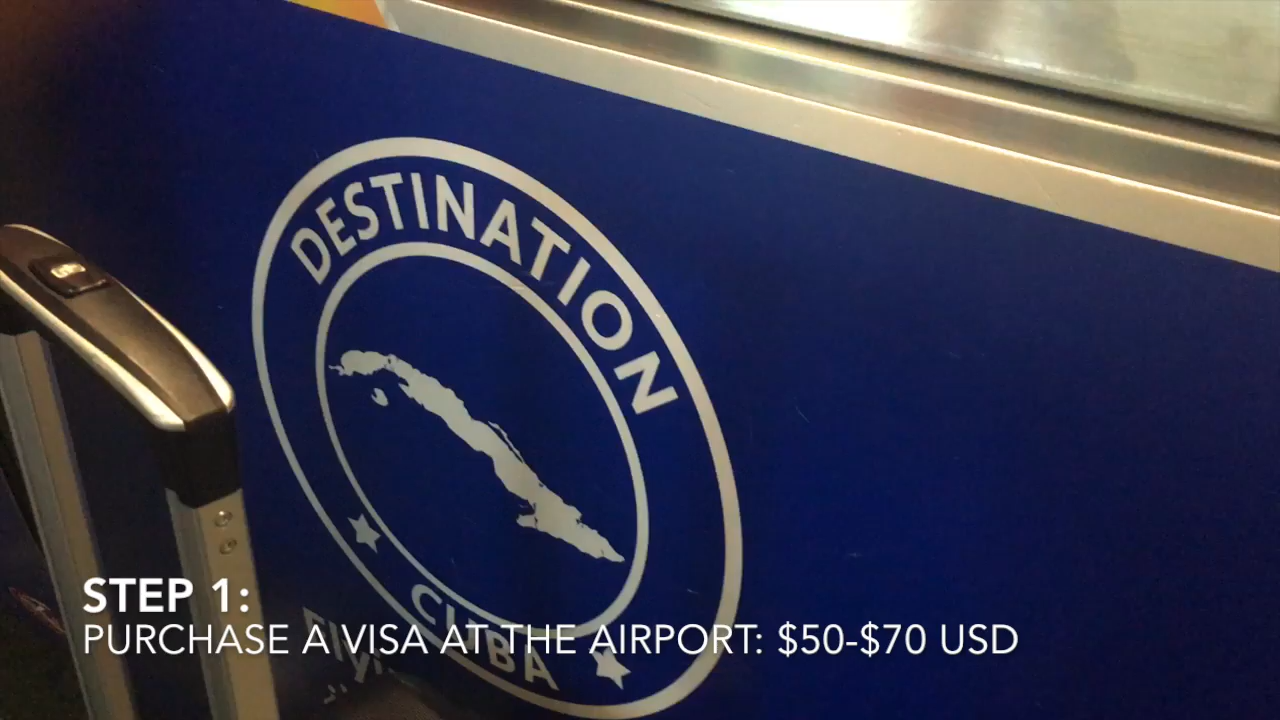 DESTINATION
CUBA
STEP 1:
PURCHASE A VISA AT THE AIRPORT: $50-$70 USD